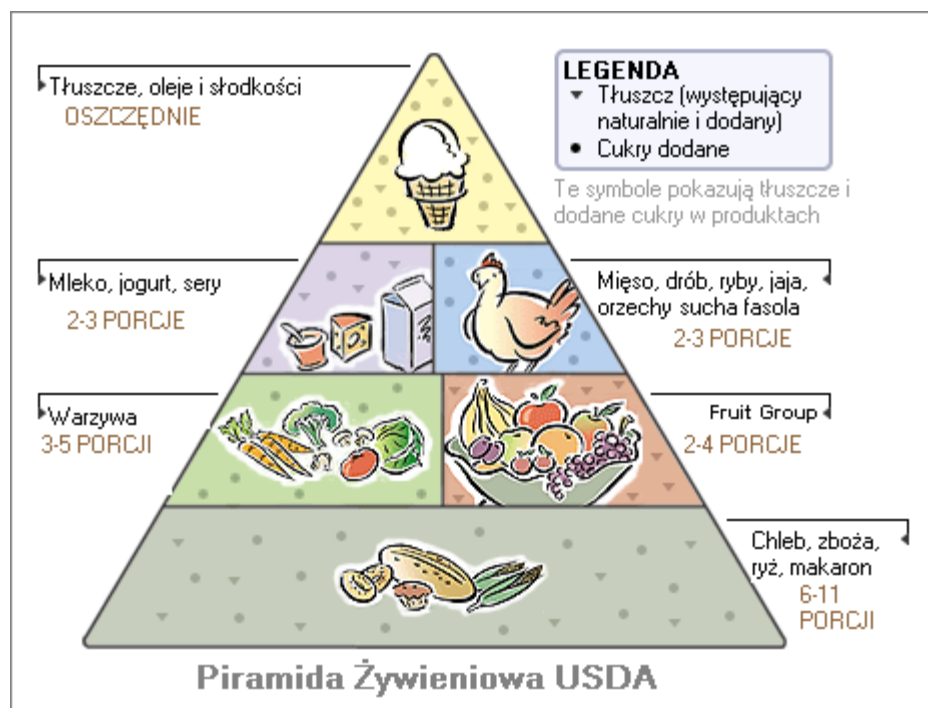 Tłuszcze, oleje i słodkości
OSZCZĘDNIE
LEGENDA
Tłuszcz (występujący
naturalnie i dodany)
Cukry dodane
Te symbole pokazują tłuszcze i
dodane cukry w produktach
Mleko, jogurt, sery
2-3 PORCJE
Mięso, drób, ryby, jaja,
orzechy sucha fasola
2-3 PORCJE
Warzywa
3-5 PORCJI
Fruit Group
2-4 PORCJE
Chleb, zboża,
ryż, makaron
6-11
PORCJI
Piramida Żywieniowa USDA